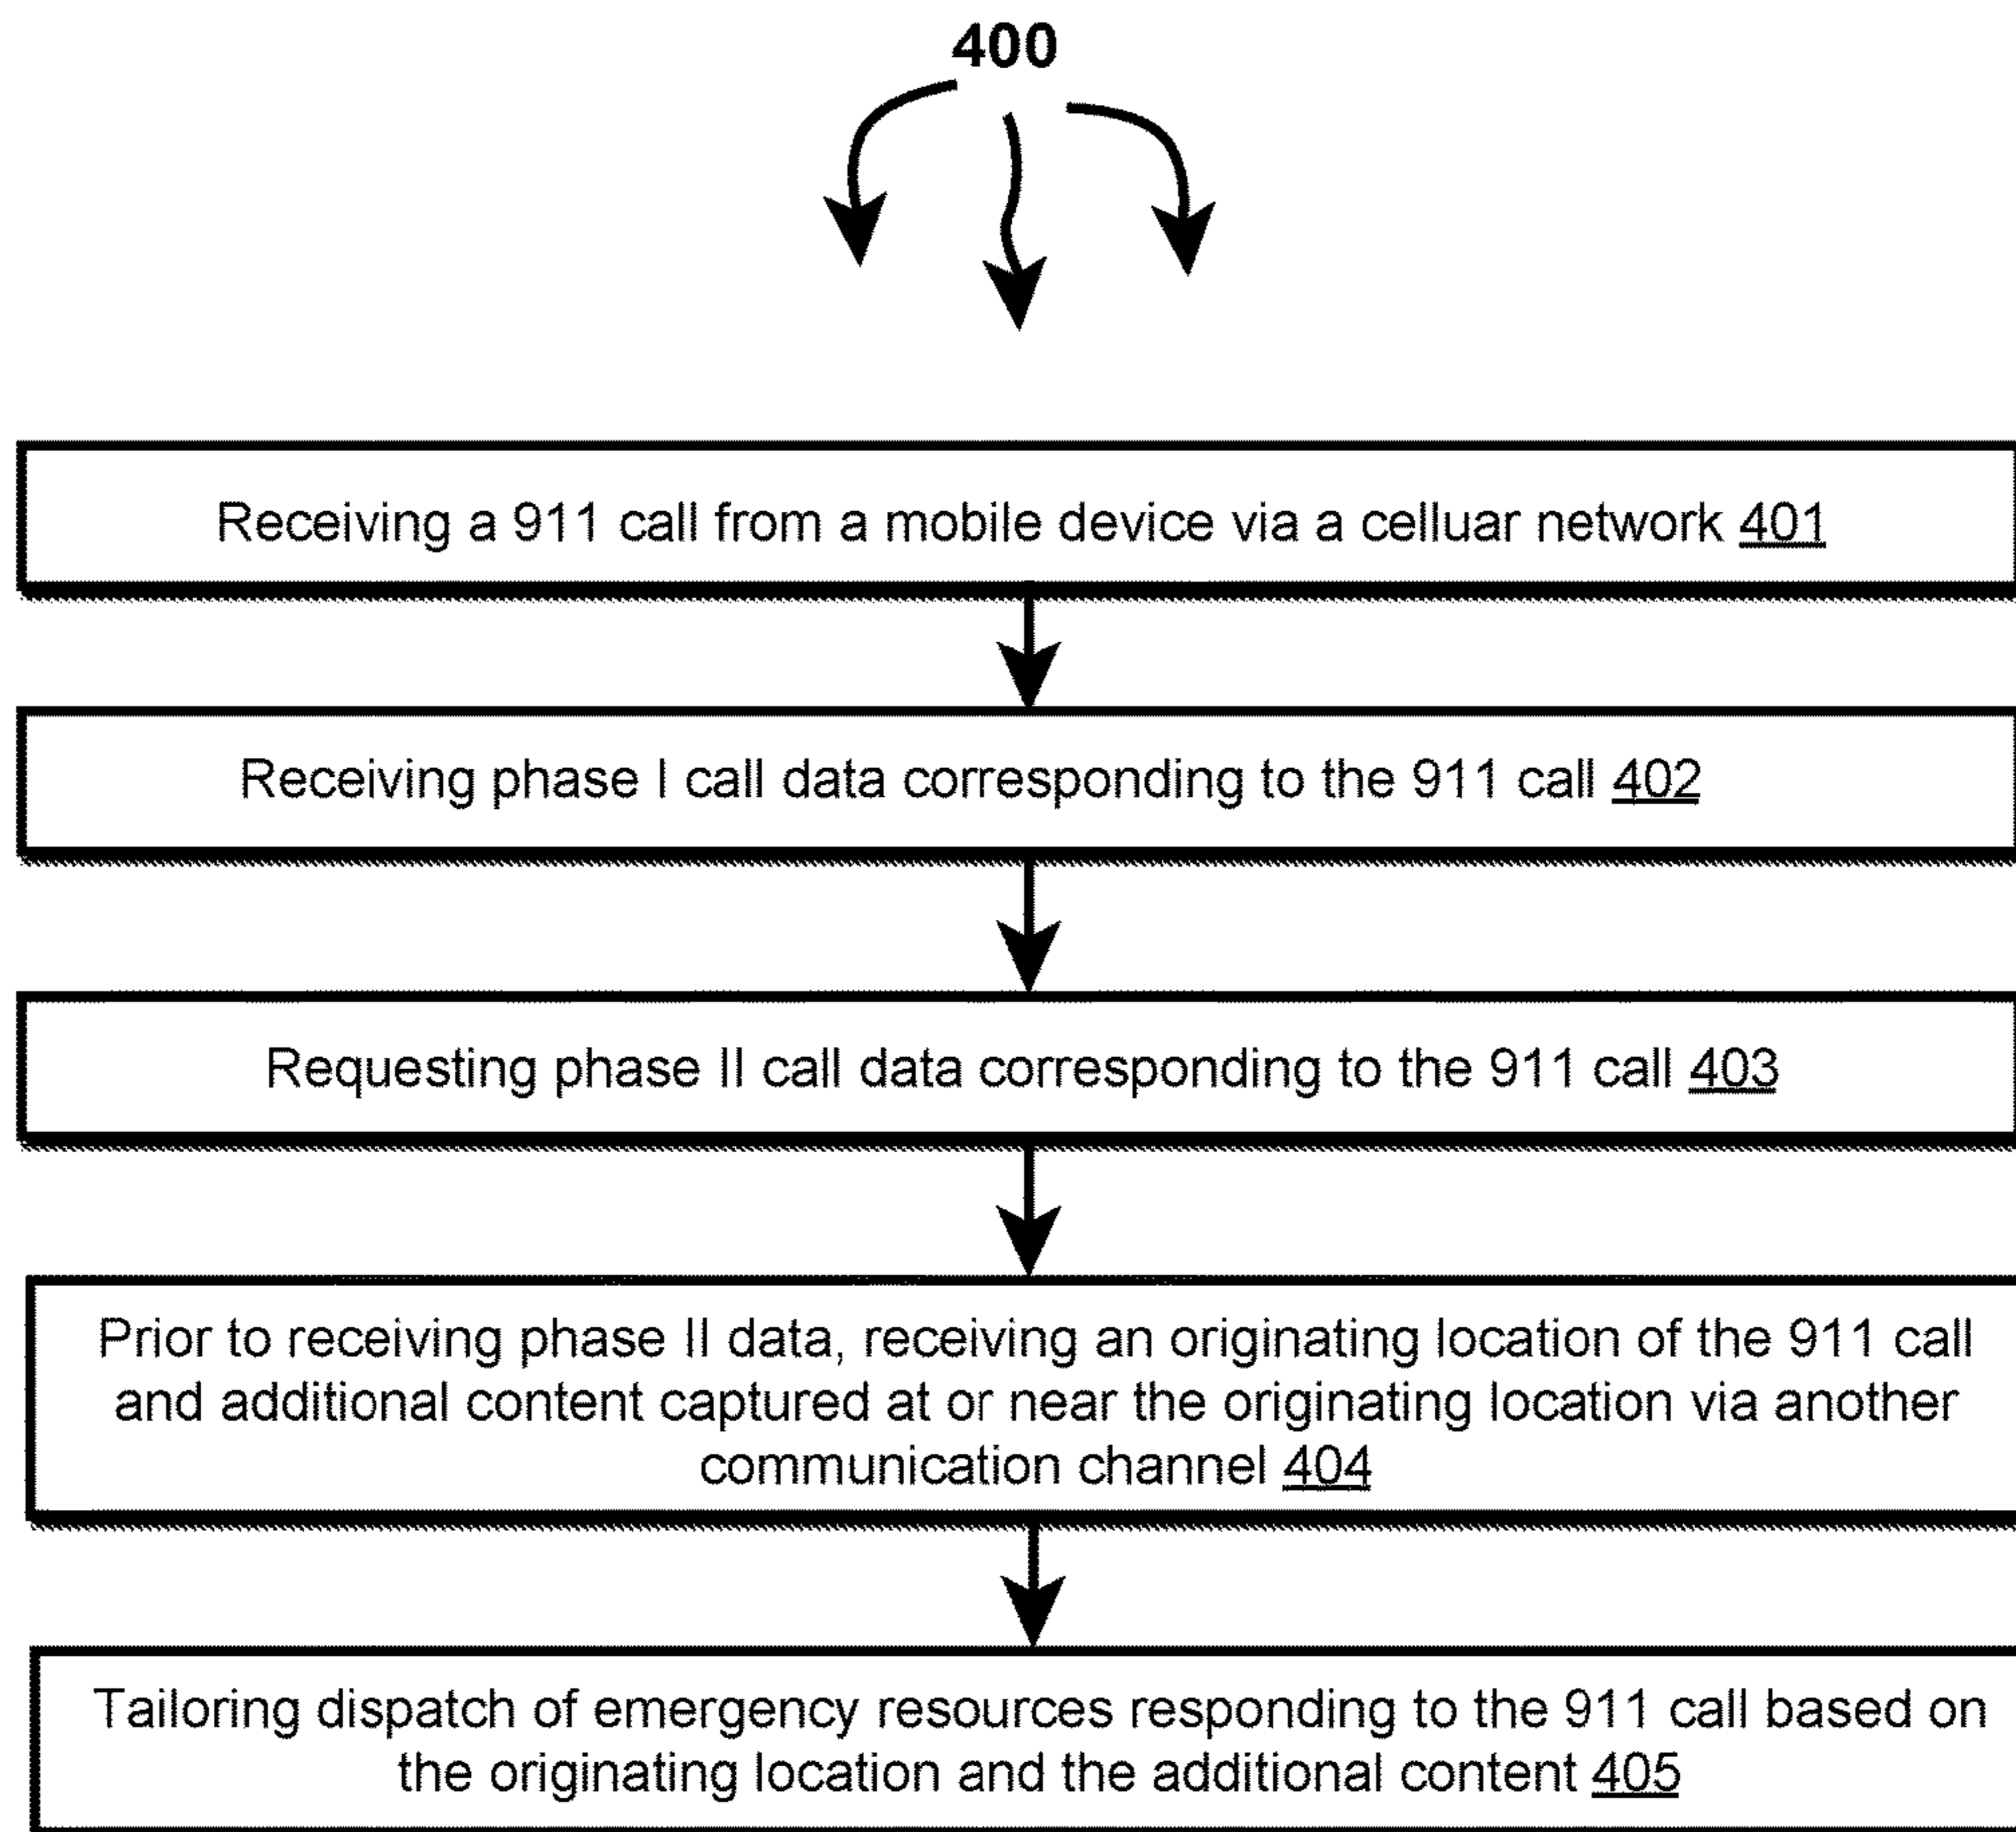 400
Receiving a 911 call from a mobile device via a celluar network 401
Receiving phase I call data corresponding to the 911 call 402
Requesting phase II call data corresponding to the 911 call 403
Prior to receiving phase II data, receiving an originating location of the 911 call
and additional content captured at or near the originating location via another
communication channel 404
Tailoring dispatch of emergency resources responding to the 911 call based on
the originating location and the additional content 405